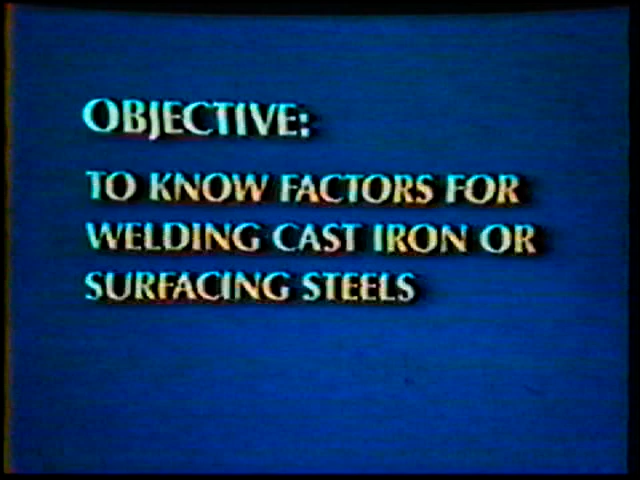 OBJECTIVE:
TO KNOW FACTORS FOR
WELDING CAST IRON OR
SURFACING STEELS